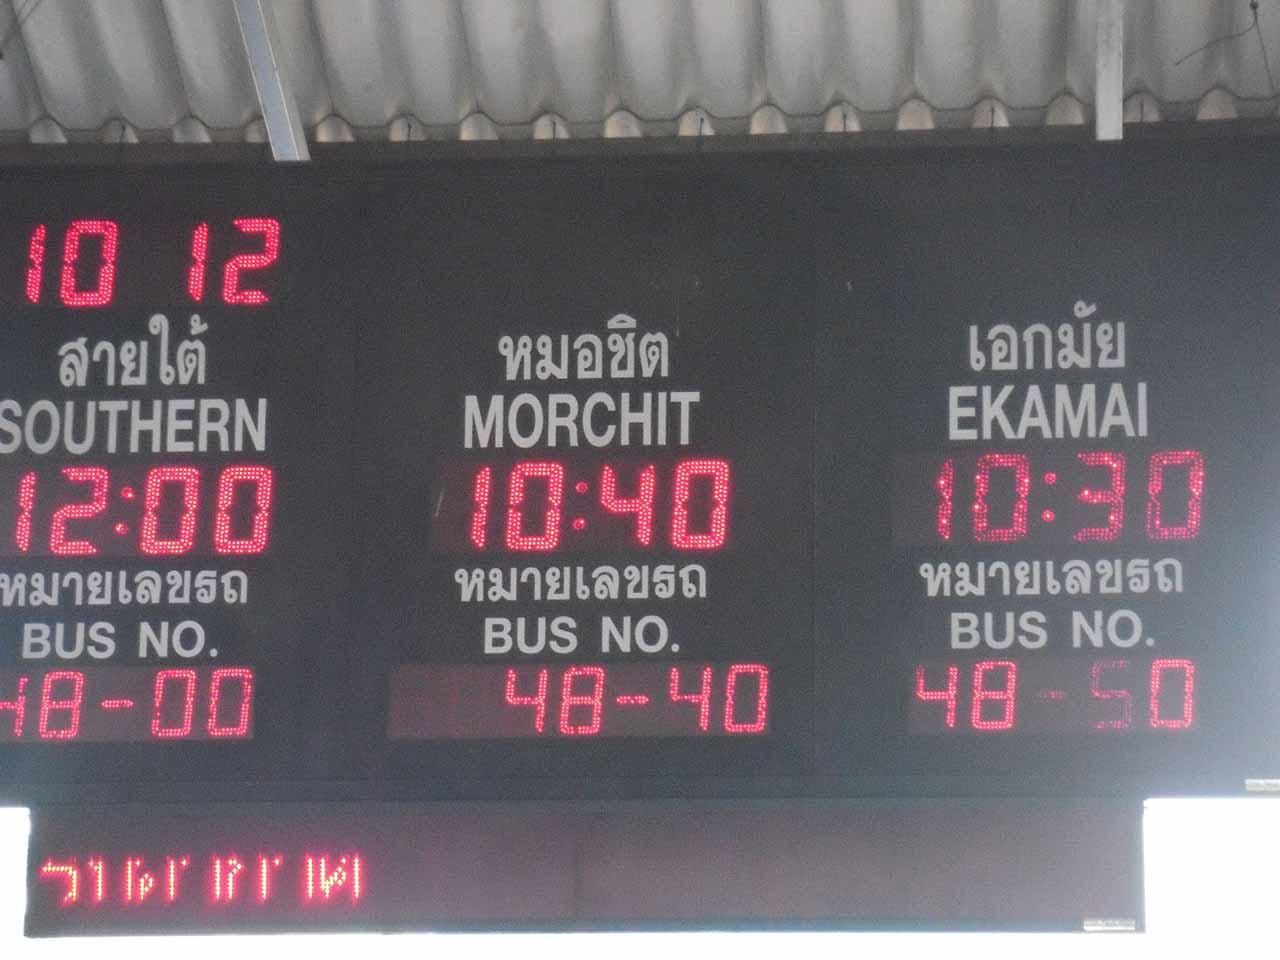 10 12
สายใต้ หมอชิต เอกมัย
SOUTHERN MORCHIT EKAMAI
12:00 10:40 10:30
หมายเลขรถ หมายเลขรถ หมายเลขรถ
BUS NO. BUS NO. BUS NO.
48-00 48-40 48-50